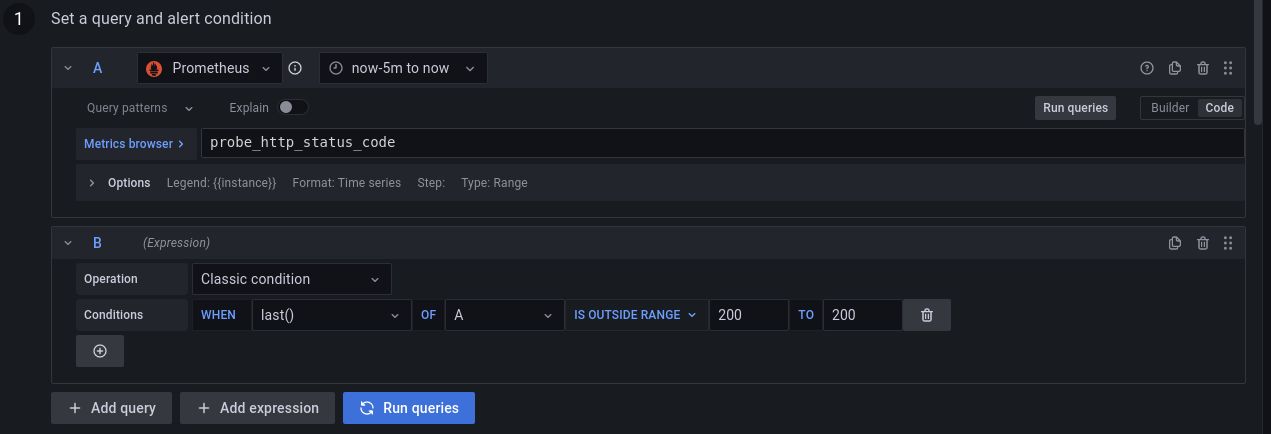 1 Set a query and alert condition
A Prometheus now-5m to now
Query patterns Explain Run queries Builder Code
Metrics browser > probe_http_status_code
Options Legend: {{instance}} Format: Time series Step: Type: Range
B (Expression)
Operation Classic condition
Conditions WHEN last() OF A IS OUTSIDE RANGE 200 TO 200
+ Add query + Add expression Run queries